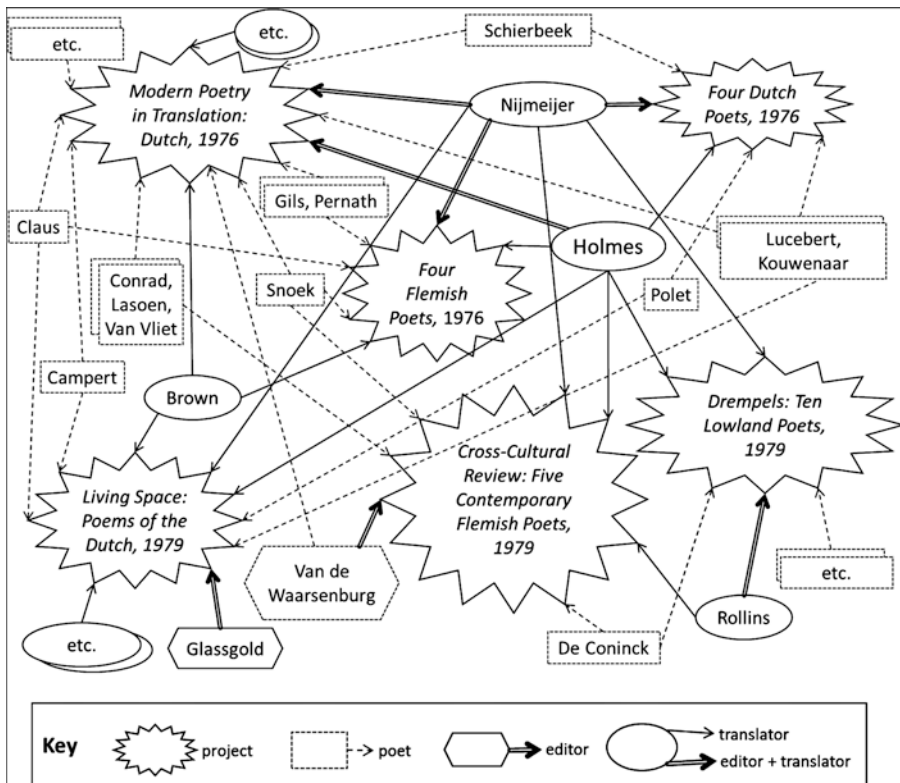 etc.
etc.
Schierbeek
Modern Poetry
in Translation:
Dutch, 1976
Nijmeijer
Four Dutch
Poets, 1976
Gils, Pernath
Claus
Holmes
Lucebert,
Kouwenaar
Conrad,
Lasoen,
Van Vliet
Snoek
Four
Flemish
Poets, 1976
Polet
Campert
Brown
Drempels: Ten
Lowland Poets,
1979
Cross-Cultural
Review: Five
Contemporary
Flemish Poets,
1979
Living Space:
Poems of the
Dutch, 1979
Van de
Waarsenburg
etc.
Rollins
etc.
Glassgold
De Coninck
Key
project
poet
editor
translator
editor + translator